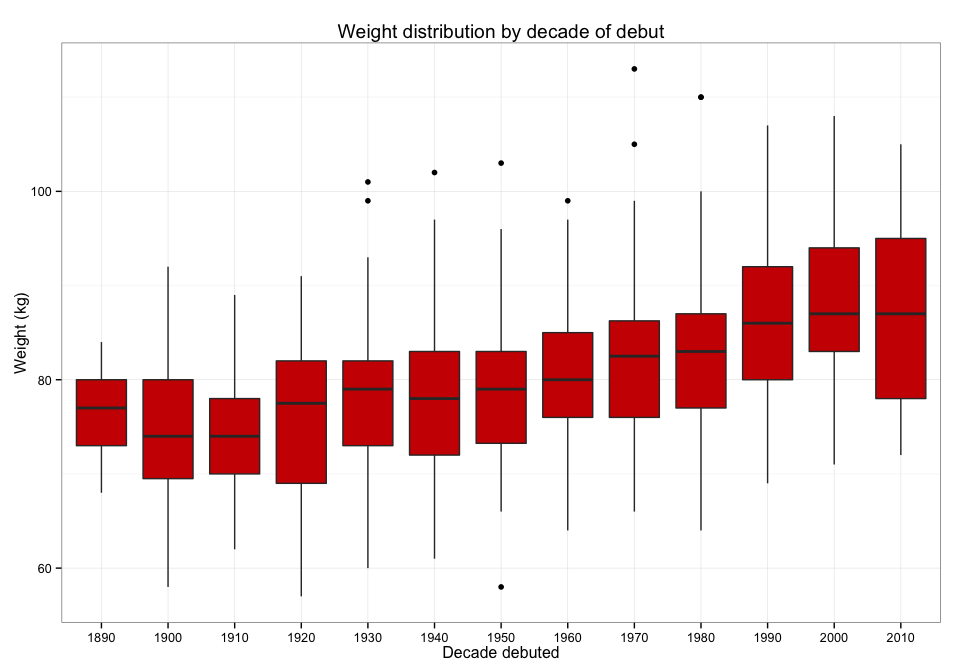 Weight distribution by decade of debut
Weight (kg)
100
80
60
1890 1900 1910 1920 1930 1940 1950 1960 1970 1980 1990 2000 2010
Decade debuted